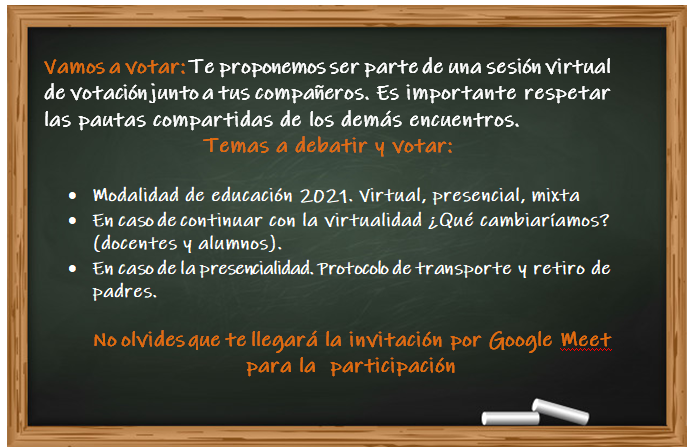 Vamos a votar: Te proponemos ser parte de una sesión virtual
de votación junto a tus compañeros. Es importante respetar
las pautas compartidas de los demás encuentros.
Temas a debatir y votar:
• Modalidad de educación 2021. Virtual, presencial, mixta
• En caso de continuar con la virtualidad ¿Qué cambiaríamos?
(docentes y alumnos).
• En caso de la presencialidad. Protocolo de transporte y retiro de
padres.
No olvides que te llegará la invitación por Google Meet
para la participación